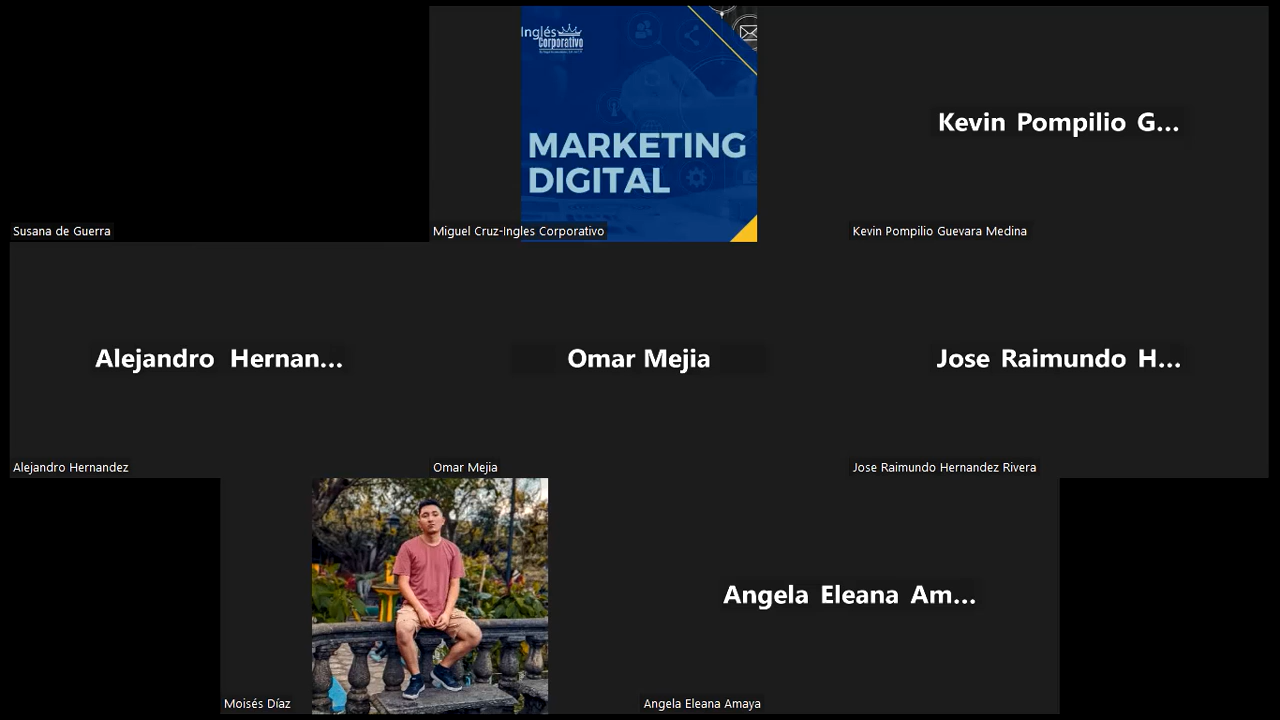 Inglés
Corporativo
MARKETING
DIGITAL
Kevin Pompilio G...
Susana de Guerra
Miguel Cruz-Ingles Corporativo
Kevin Pompilio Guevara Medina
Alejandro Hernan...
Omar Mejia
Jose Raimundo H...
Alejandro Hernandez
Omar Mejia
Jose Raimundo Hernandez Rivera
Angela Eleana Am...
Moisés Díaz
Angela Eleana Amaya